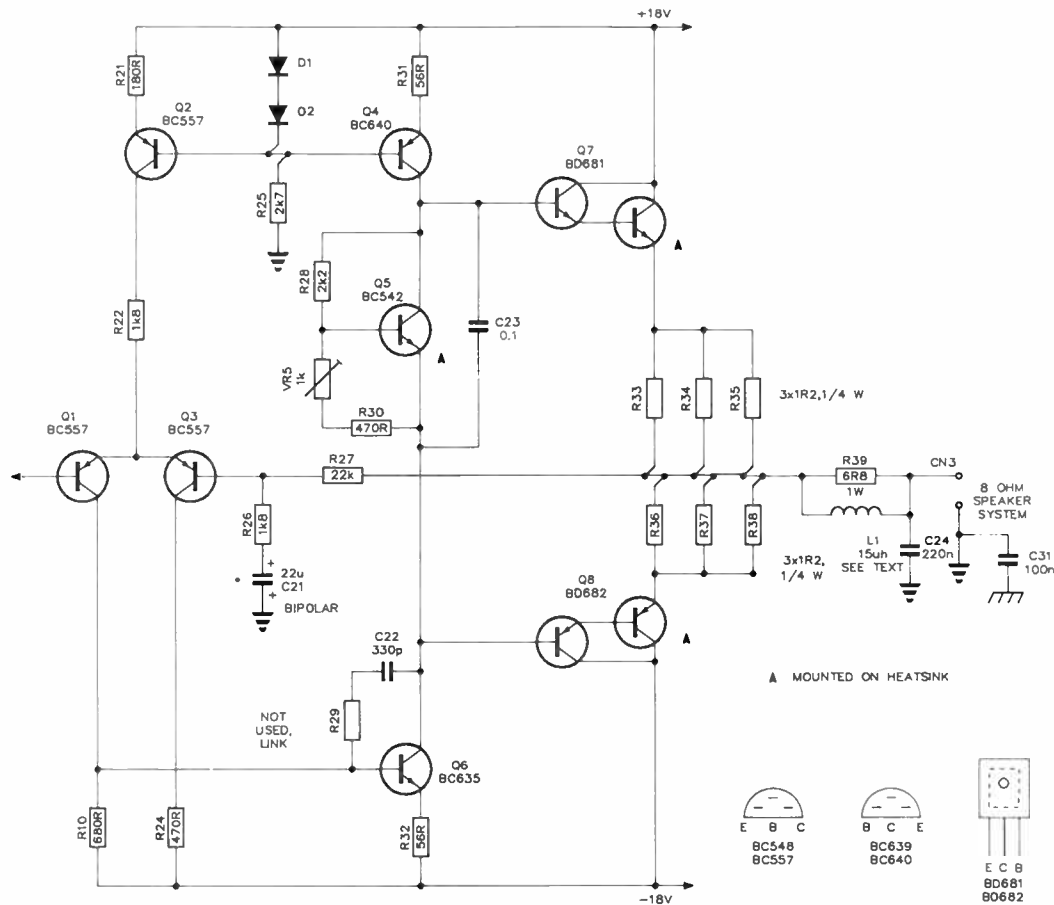 +18V
R21
180R
D1
R31
56R
Q2
BC557
D2
Q4
BC640
Q7
BD681
R25
2k7
A
R28
2k2
Q5
BC542
R22
1k8
C23
0.1
VR5
1k
A
R33
R34
R35
3x1R2,1/4 W
R30
470R
Q1
BC557
Q3
BC557
R27
22k
R39
6R8
1W
CN3
8 OHM
SPEAKER
SYSTEM
R26
1k8
R36
R37
R38
L1
15uh
SEE TEXT
C24
220n
C31
100n
+
22u
C21
+
BIPOLAR
3x1R2,
1/4 W
Q8
BD682
A
C22
330p
A MOUNTED ON HEATSINK
NOT
USED,
LINK
R29
Q6
BC635
R10
680R
R24
470R
R32
56R
E B C
BC548
BC557
B C E
BC639
BC640
E C B
BD681
BD682
-18V